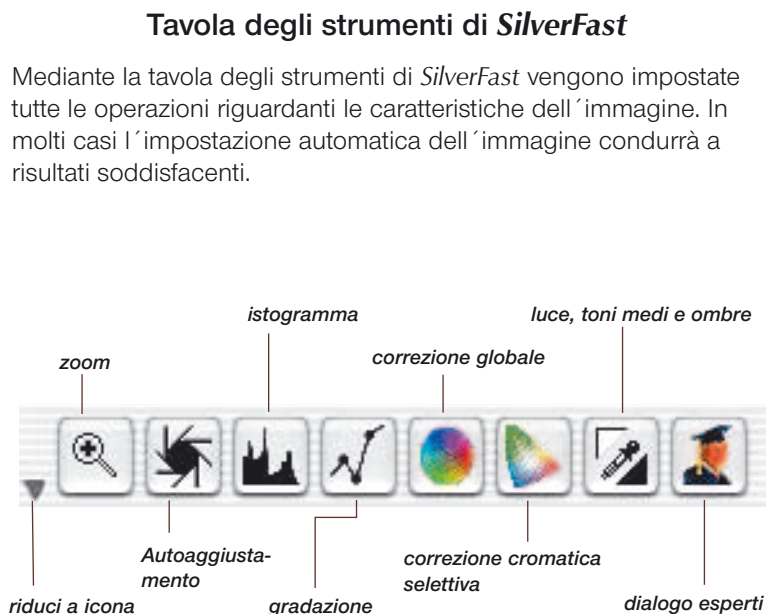 Tavola degli strumenti di SilverFast
Mediante la tavola degli strumenti di SilverFast vengono impostate
tutte le operazioni riguardanti le caratteristiche dell´immagine. In
molti casi l´impostazione automatica dell´immagine condurrà a
risultati soddisfacenti.
istogramma
luce, toni medi e ombre
zoom
correzione globale
Autoaggiusta-
mento
correzione cromatica
selettiva
riduci a icona
gradazione
dialogo esperti